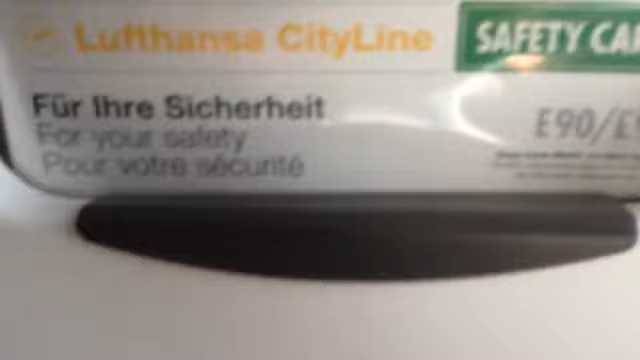 Lufthansa CityLine
SAFETY CA
Für Ihre Sicherheit
For your safety
Pour votre sécurité
E90/E